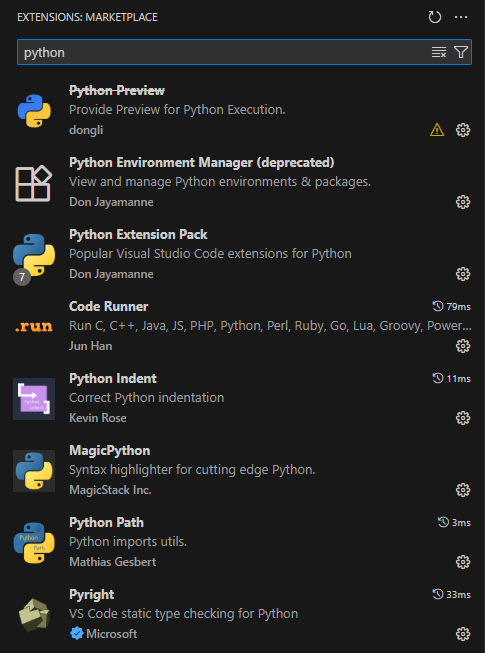 EXTENSIONS: MARKETPLACE
python
Python Preview
Provide Preview for Python Execution.
dongli
Python Environment Manager (deprecated)
View and manage Python environments & packages.
Don Jayamanne
Python Extension Pack
Popular Visual Studio Code extensions for Python
7
Don Jayamanne
Code Runner 79ms
.run
Run C, C++, Java, JS, PHP, Python, Perl, Ruby, Go, Lua, Groovy, Power...
Jun Han
Python Indent 11ms
Correct Python indentation
Kevin Rose
MagicPython
Syntax highlighter for cutting edge Python.
MagicStack Inc.
Python Path 3ms
Python
Path
Python imports utils.
Mathias Gesbert
Pyright 33ms
VS Code static type checking for Python
Microsoft